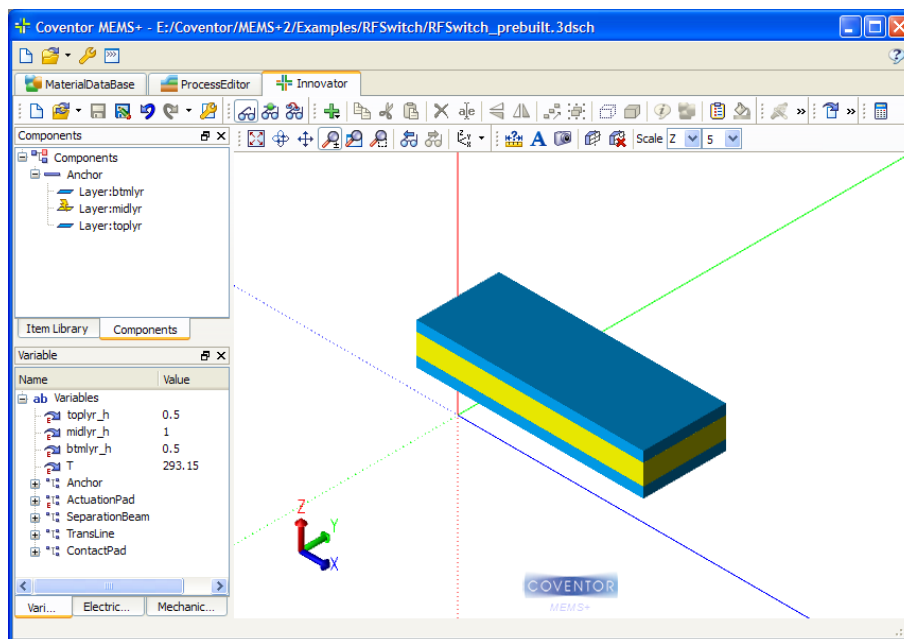 Coventor MEMS+ - E:/Coventor/MEMS+2/Examples/RFSwitch/RFSwitch_prebuilt.3dsch
MaterialDataBase ProcessEditor Innovator
Components
Scale Z 5
Components
Anchor
Layer:btmlyr
Layer:midlyr
Layer:toplyr
Item Library Components
Variable
Name Value
ab Variables
toplyr_h 0.5
midlyr_h 1
btmlyr_h 0.5
T 293.15
Anchor
ActuationPad
SeparationBeam
TransLine
ContactPad
Vari... Electric... Mechanic...
Z
Y
X
COVENTOR
MEMS+